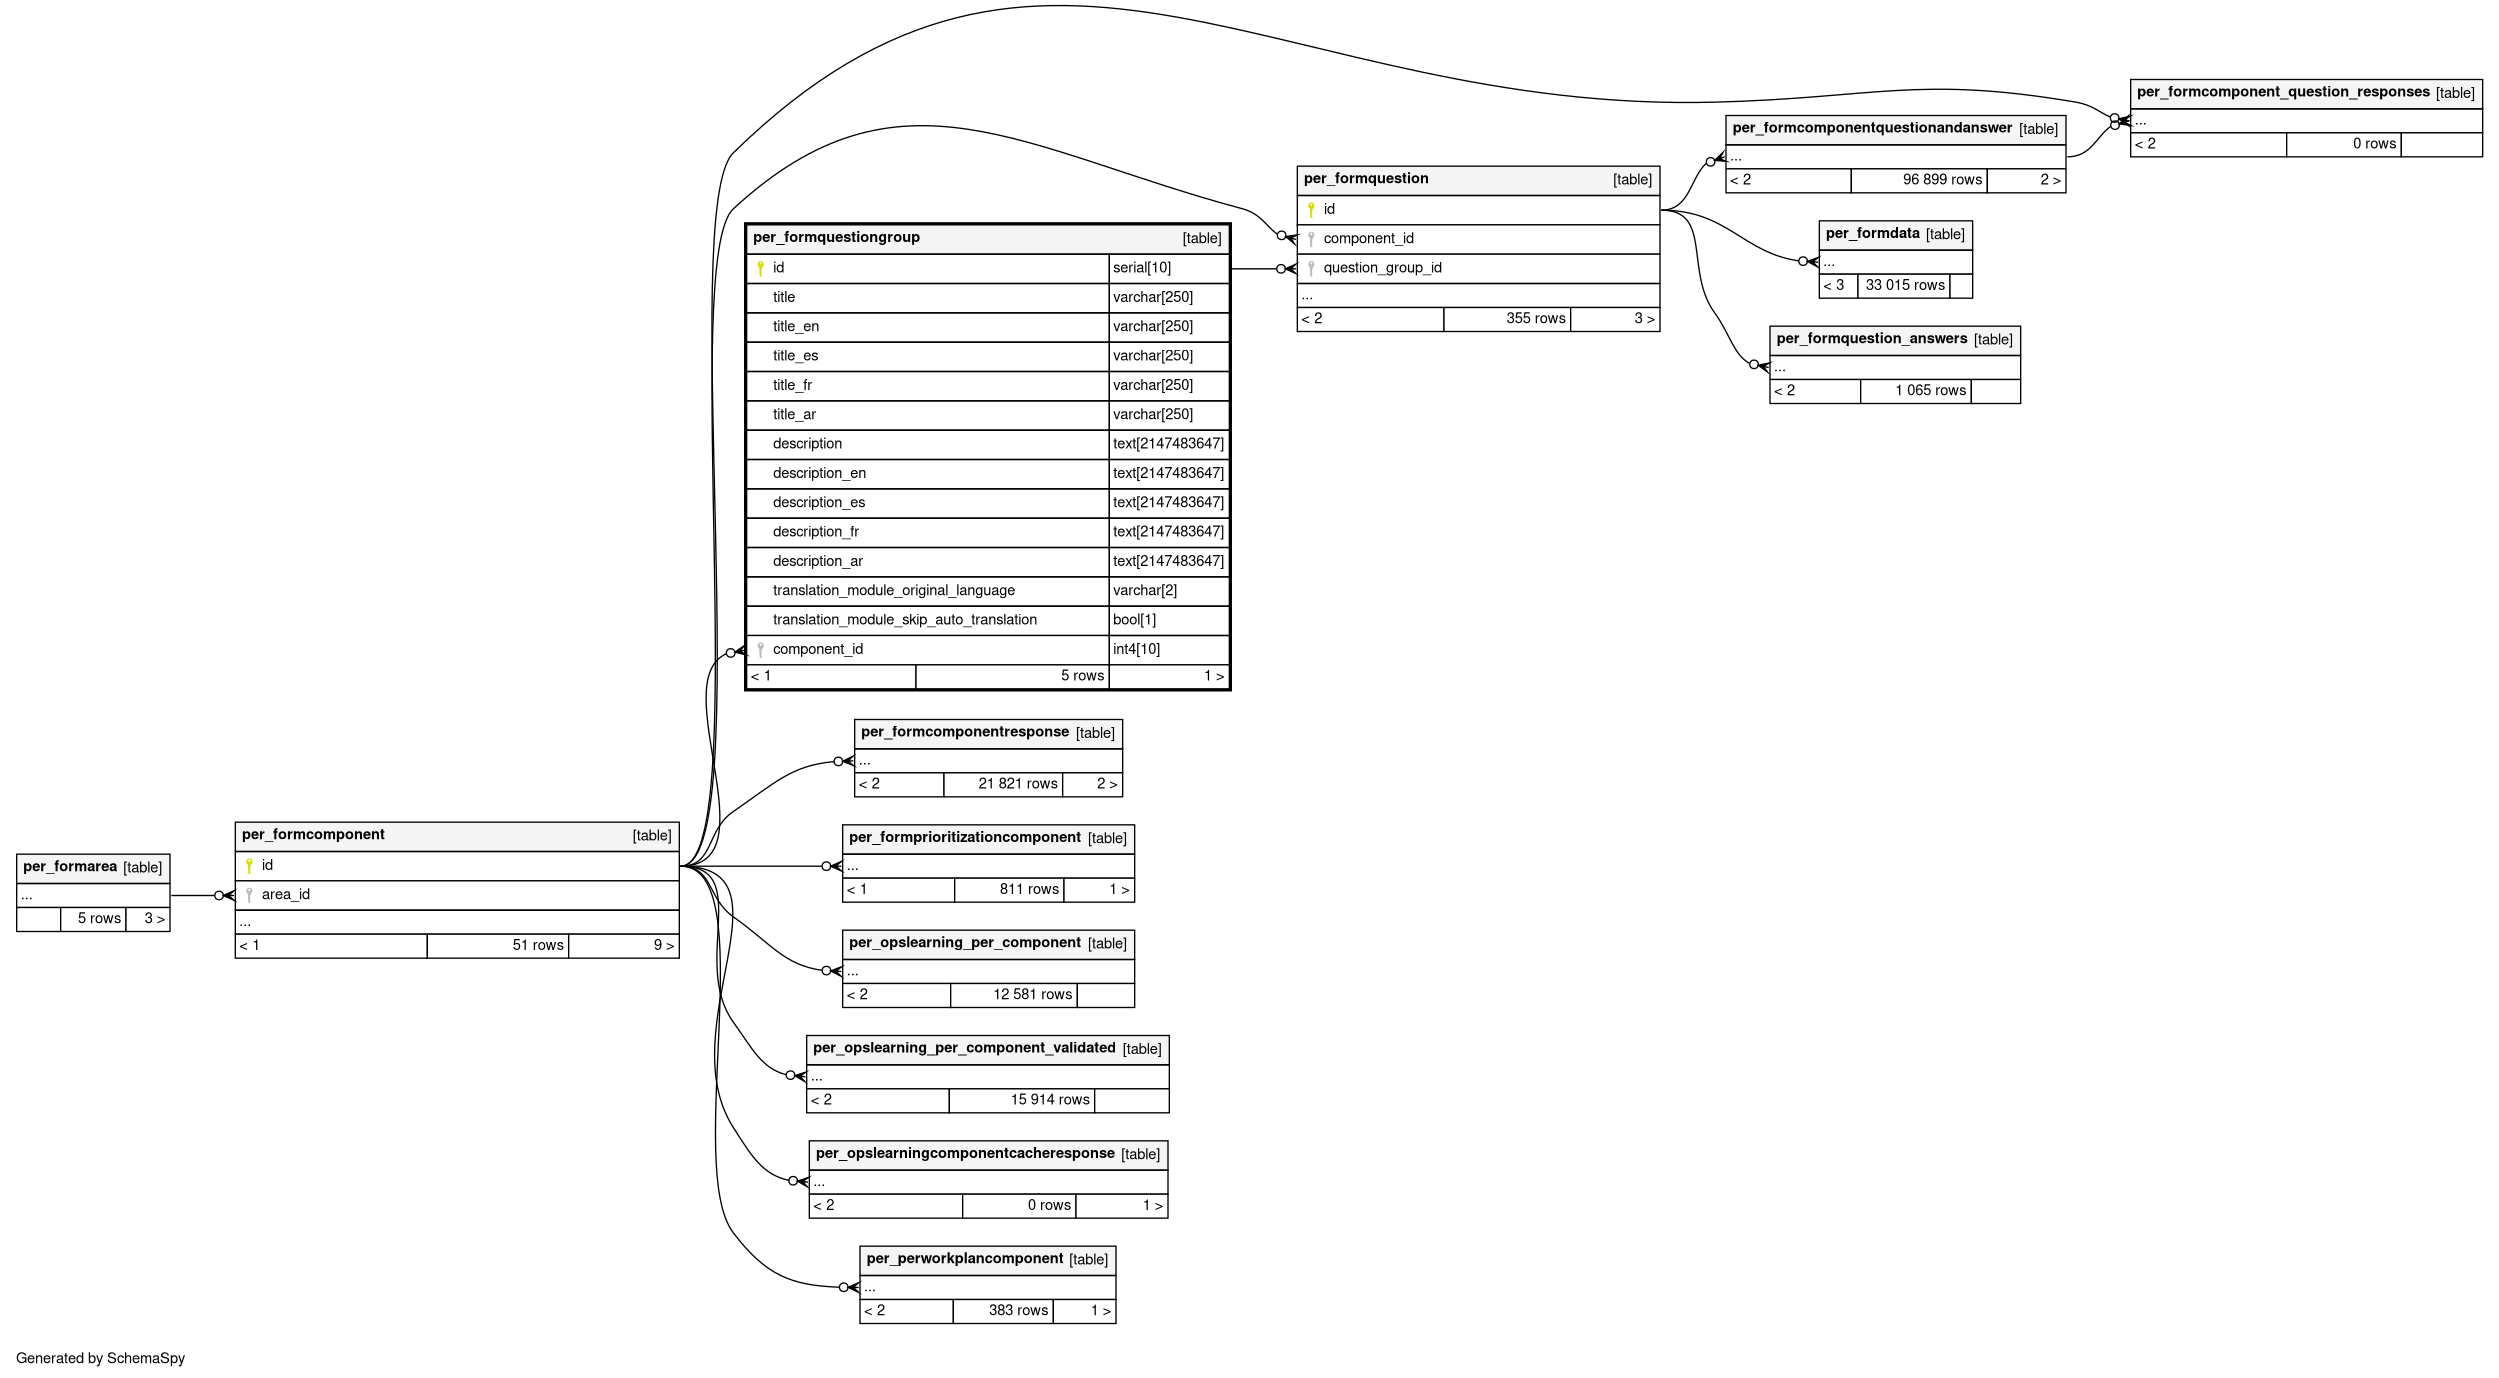 per_formcomponent_question_responses [table]
...
< 2 0 rows
per_formcomponentquestionandanswer [table]
...
< 2 96 899 rows 2 >
per_formquestion [table]
id
component_id
question_group_id
...
< 2 355 rows 3 >
per_formdata [table]
...
< 3 33 015 rows
per_formquestion_answers [table]
...
< 2 1 065 rows
per_formquestiongroup [table]
id serial[10]
title varchar[250]
title_en varchar[250]
title_es varchar[250]
title_fr varchar[250]
title_ar varchar[250]
description text[2147483647]
description_en text[2147483647]
description_es text[2147483647]
description_fr text[2147483647]
description_ar text[2147483647]
translation_module_original_language varchar[2]
translation_module_skip_auto_translation bool[1]
component_id int4[10]
< 1 5 rows 1 >
per_formcomponentresponse [table]
...
< 2 21 821 rows 2 >
per_formarea [table]
...
5 rows 3 >
per_formcomponent [table]
id
area_id
...
< 1 51 rows 9 >
per_formprioritizationcomponent [table]
...
< 1 811 rows 1 >
per_opslearning_per_component [table]
...
< 2 12 581 rows
per_opslearning_per_component_validated [table]
...
< 2 15 914 rows
per_opslearningcomponentcacheresponse [table]
...
< 2 0 rows 1 >
per_perworkplancomponent [table]
...
< 2 383 rows 1 >
Generated by SchemaSpy